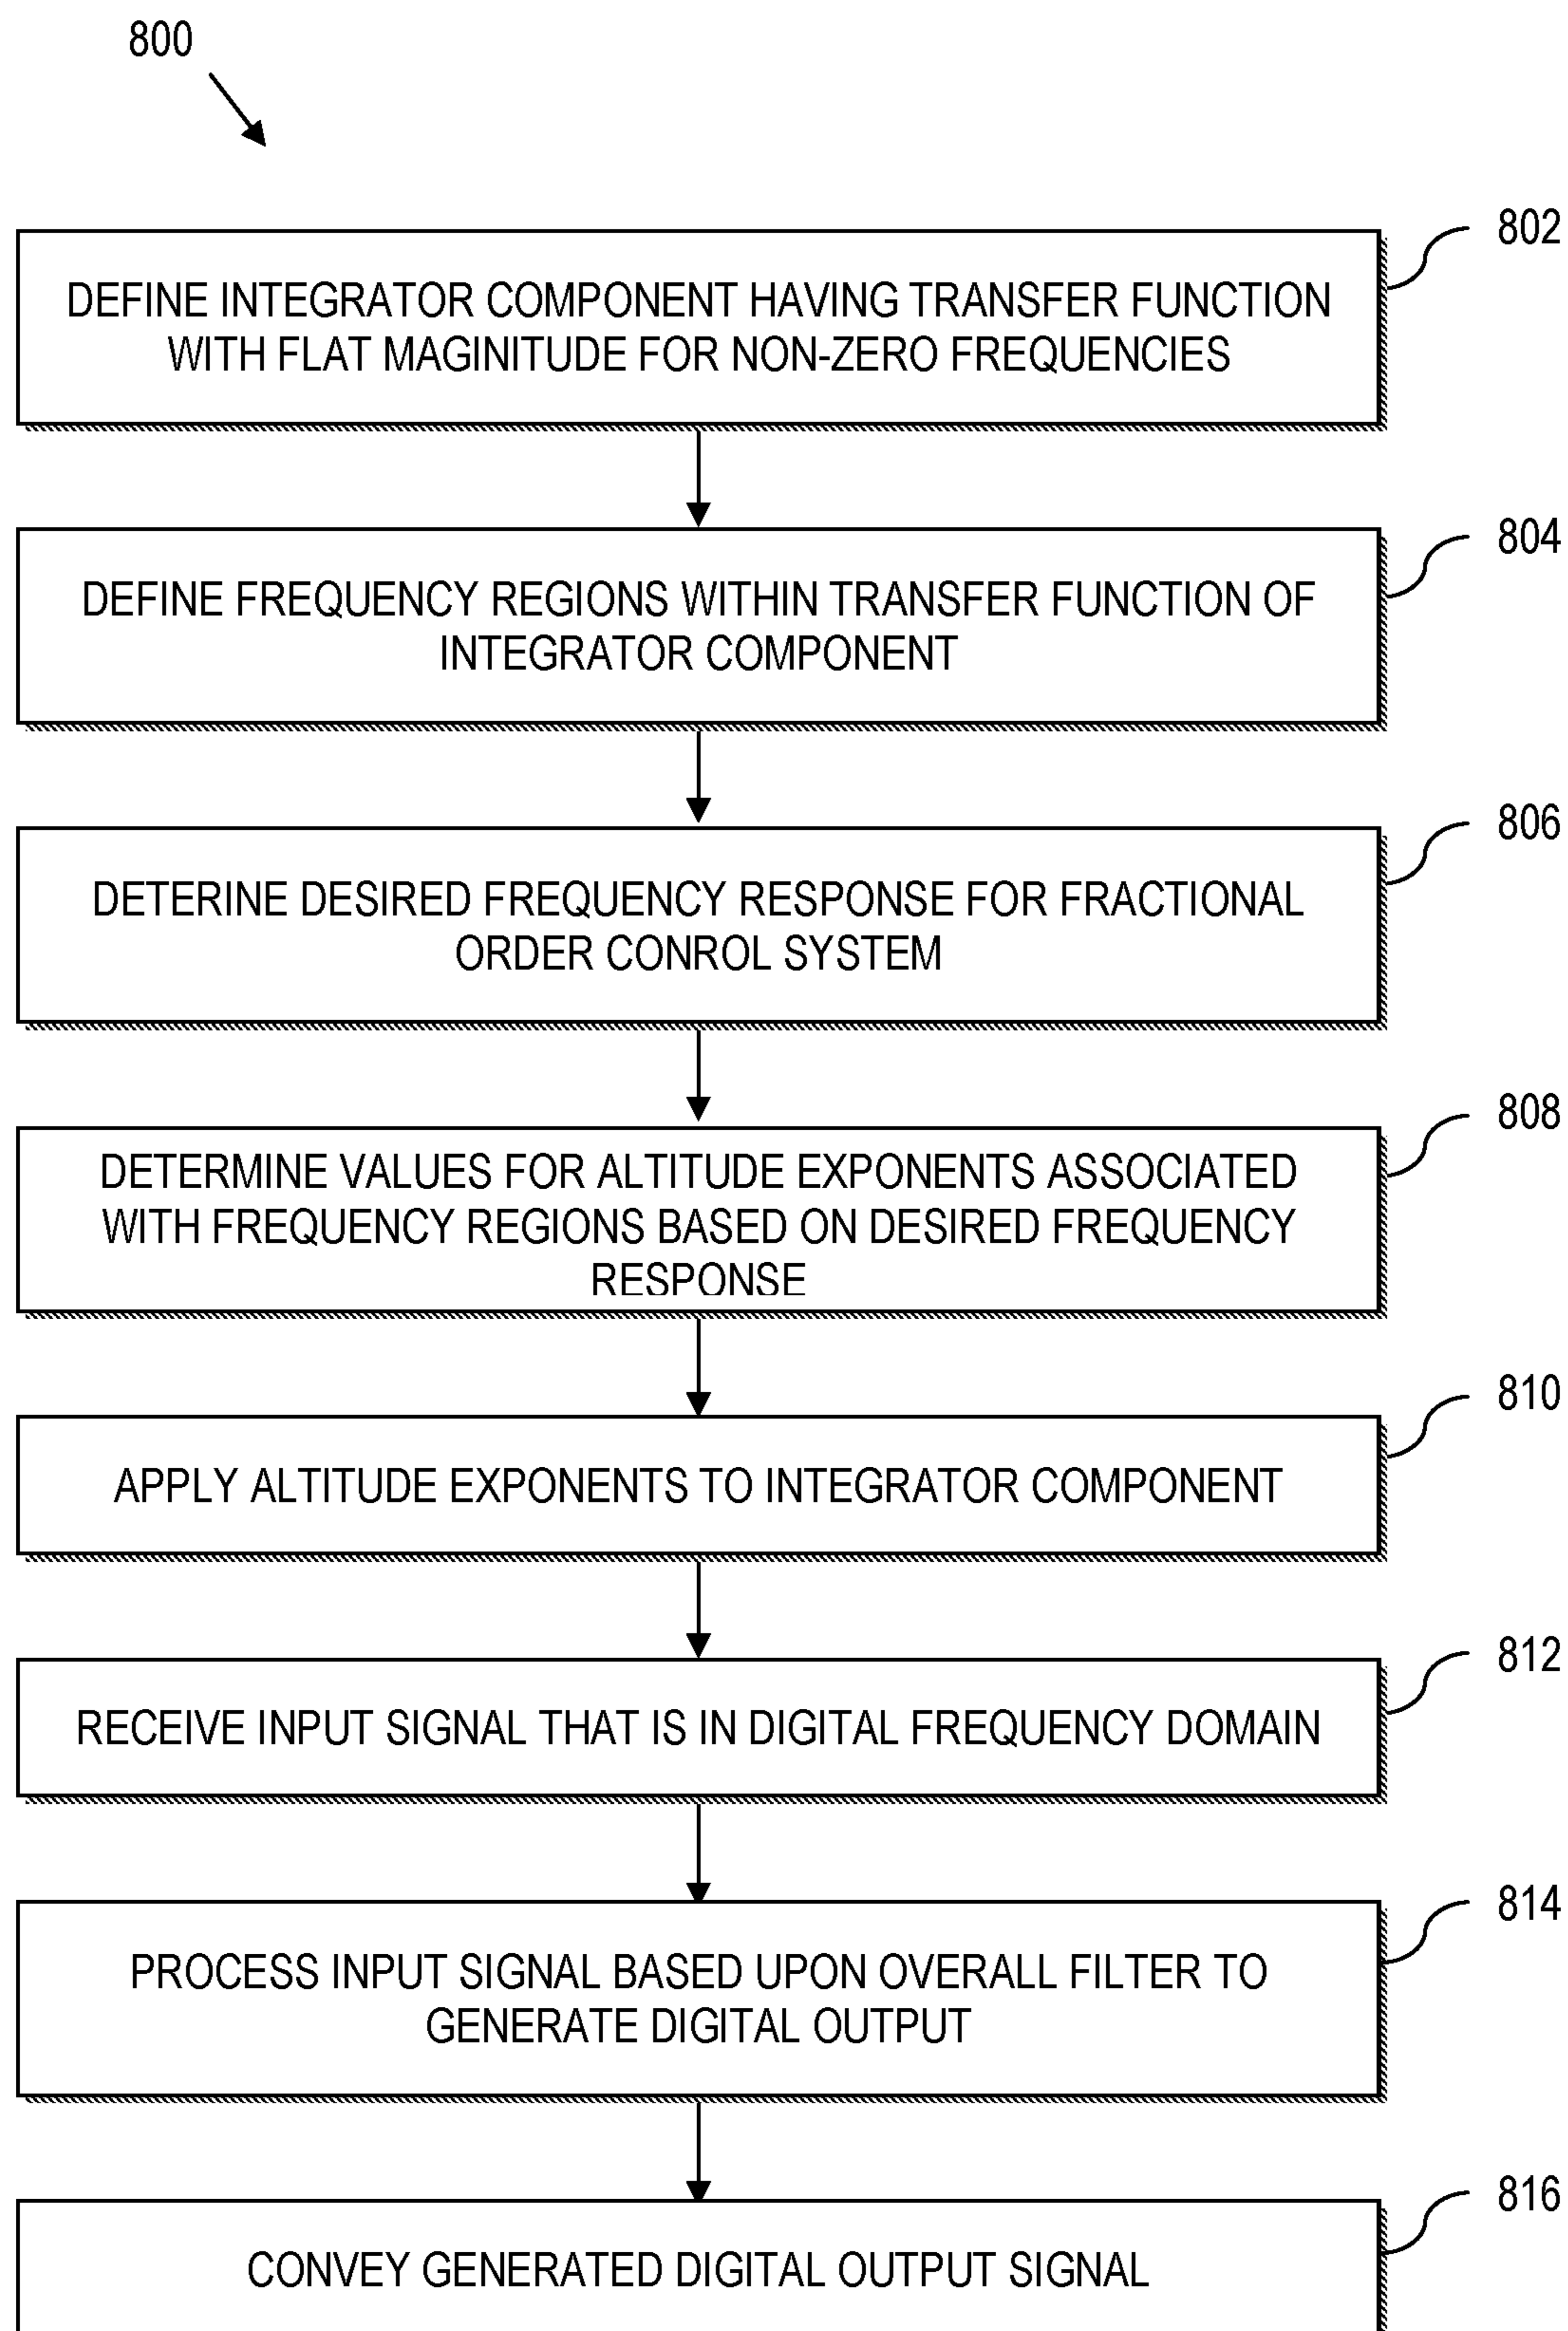 800
802
DEFINE INTEGRATOR COMPONENT HAVING TRANSFER FUNCTION
WITH FLAT MAGINITUDE FOR NON-ZERO FREQUENCIES
804
DEFINE FREQUENCY REGIONS WITHIN TRANSFER FUNCTION OF
INTEGRATOR COMPONENT
806
DETERINE DESIRED FREQUENCY RESPONSE FOR FRACTIONAL
ORDER CONROL SYSTEM
808
DETERMINE VALUES FOR ALTITUDE EXPONENTS ASSOCIATED
WITH FREQUENCY REGIONS BASED ON DESIRED FREQUENCY
RESPONSE
810
APPLY ALTITUDE EXPONENTS TO INTEGRATOR COMPONENT
812
RECEIVE INPUT SIGNAL THAT IS IN DIGITAL FREQUENCY DOMAIN
814
PROCESS INPUT SIGNAL BASED UPON OVERALL FILTER TO
GENERATE DIGITAL OUTPUT
816
CONVEY GENERATED DIGITAL OUTPUT SIGNAL